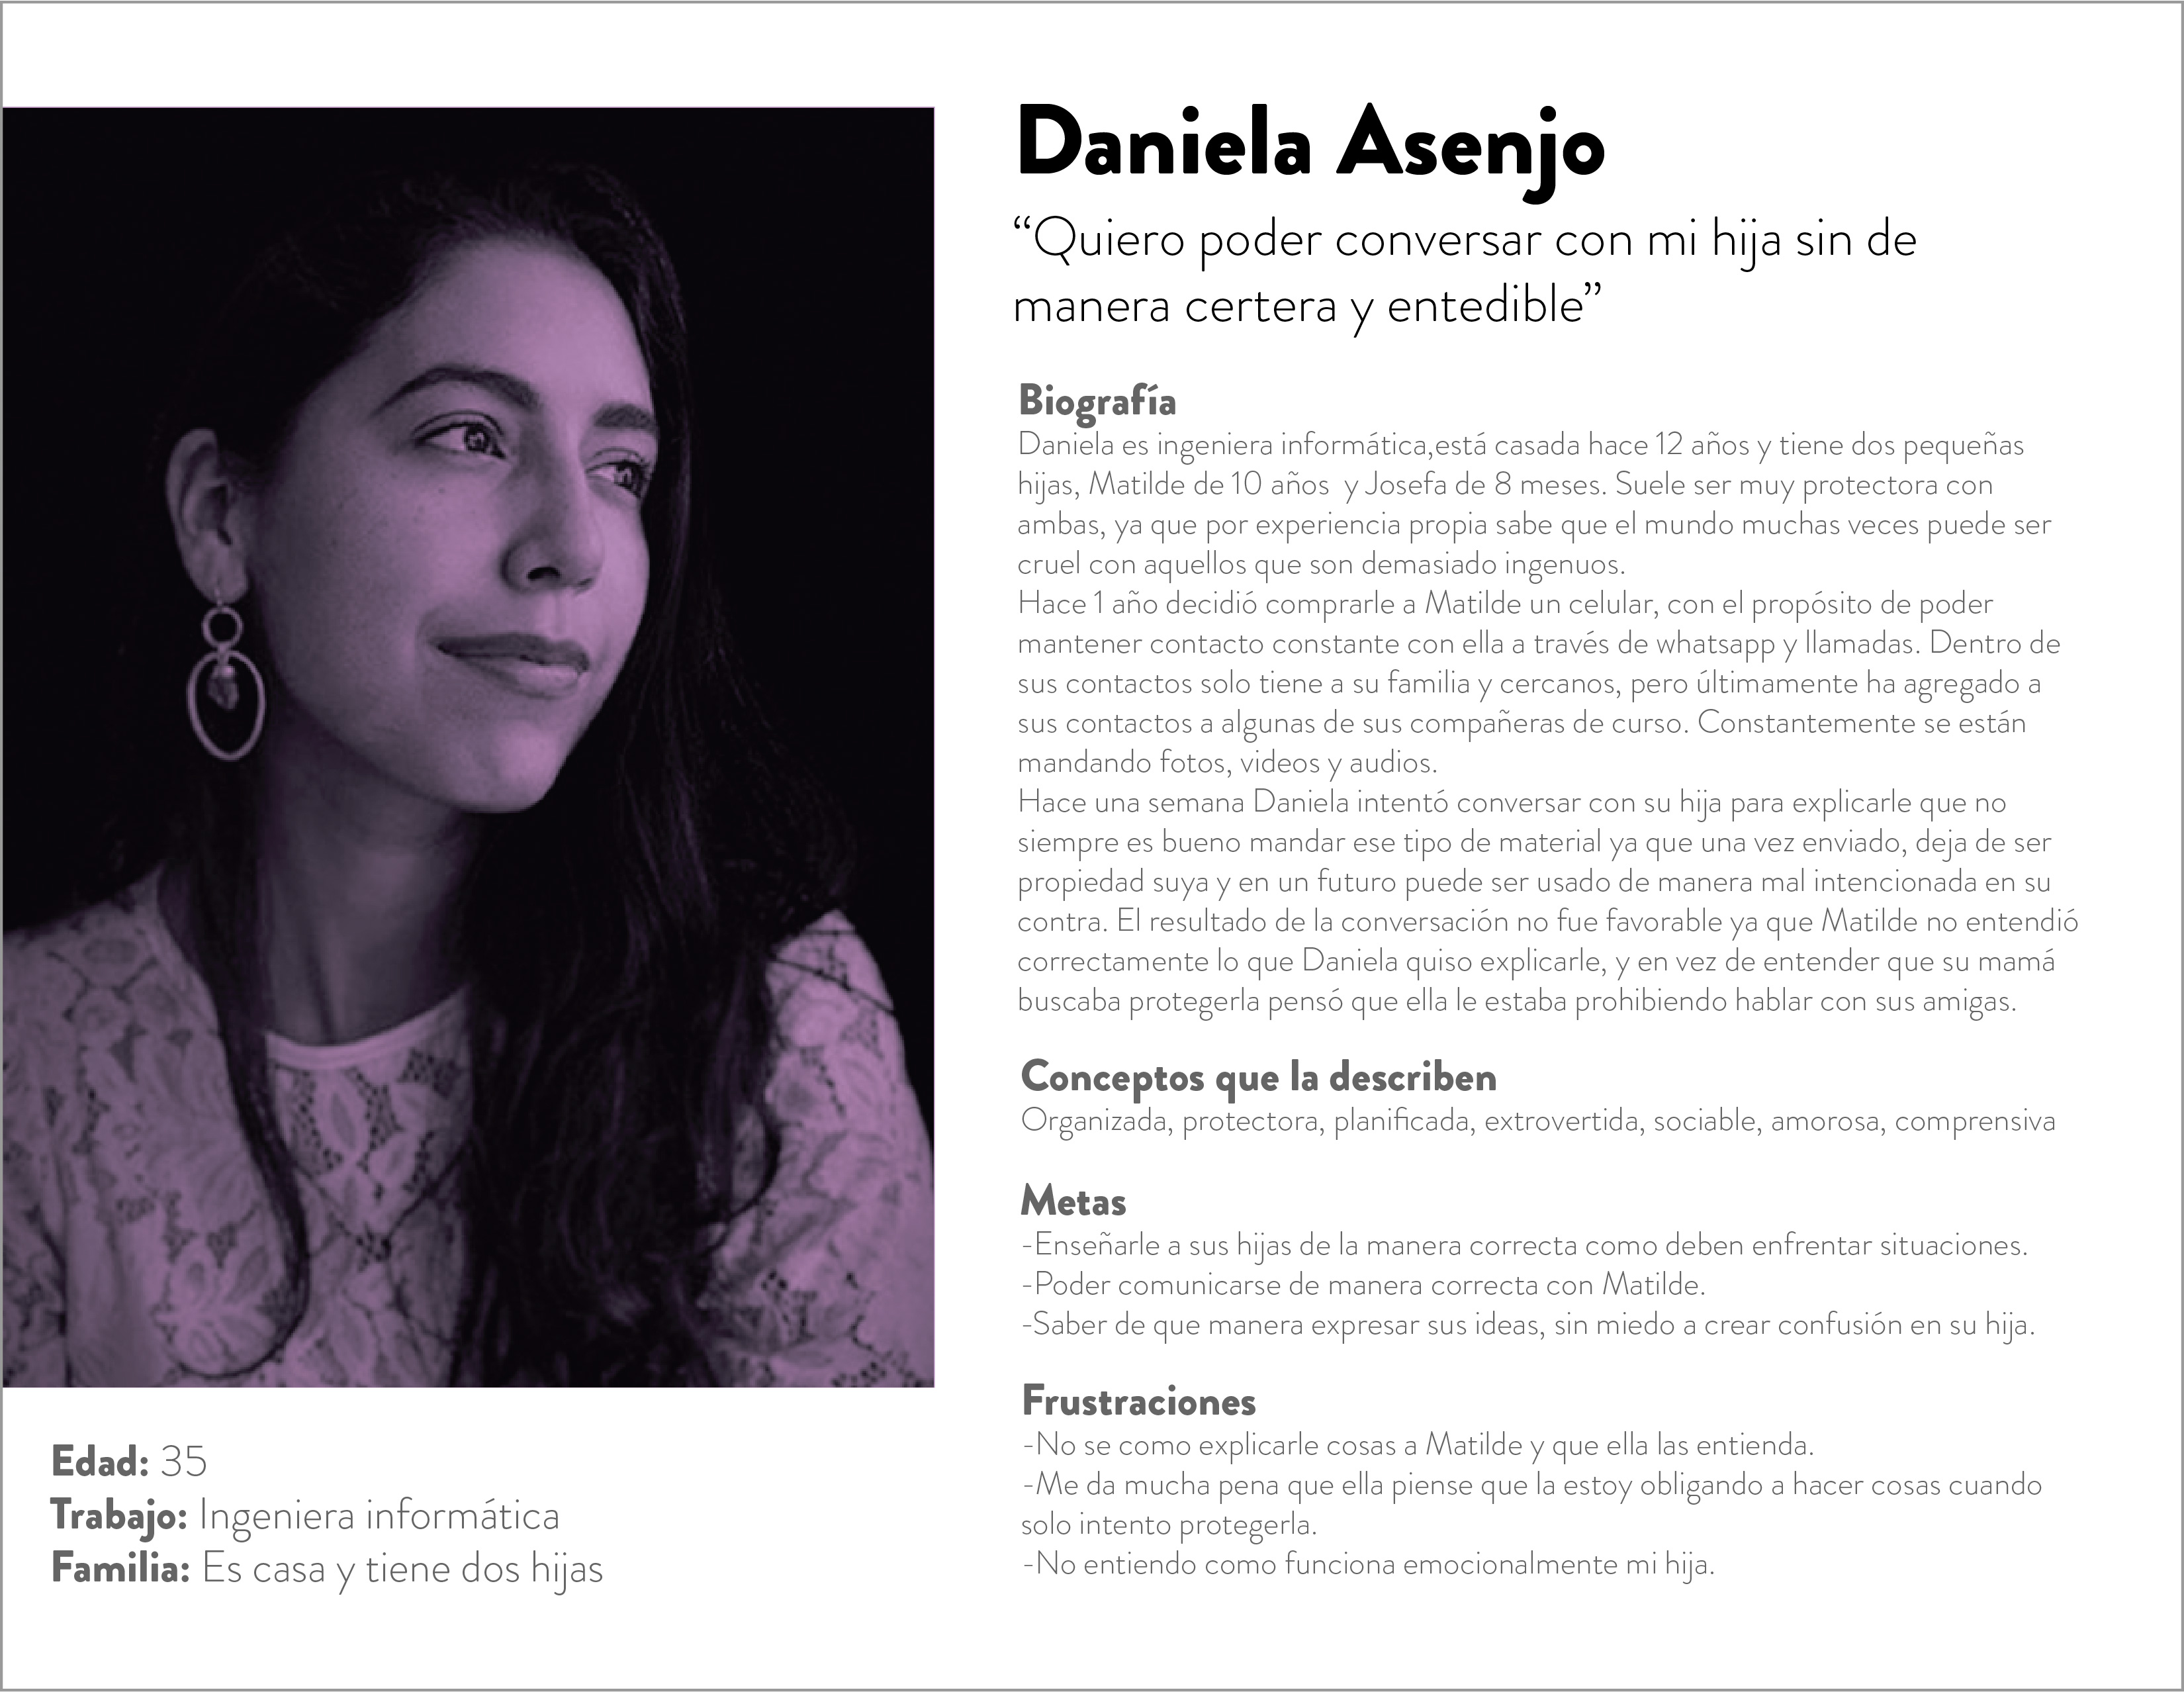 Daniela Asenjo
“Quiero poder conversar con mi hija sin de
manera certera y entedible”
Biografía
Daniela es ingeniera informática,está casada hace 12 años y tiene dos pequeñas
hijas, Matilde de 10 años  y Josefa de 8 meses. Suele ser muy protectora con
ambas, ya que por experiencia propia sabe que el mundo muchas veces puede ser
cruel con aquellos que son demasiado ingenuos.
Hace 1 año decidió comprarle a Matilde un celular, con el propósito de poder
mantener contacto constante con ella a través de whatsapp y llamadas. Dentro de
sus contactos solo tiene a su familia y cercanos, pero últimamente ha agregado a
sus contactos a algunas de sus compañeras de curso. Constantemente se están
mandando fotos, videos y audios.
Hace una semana Daniela intentó conversar con su hija para explicarle que no
siempre es bueno mandar ese tipo de material ya que una vez enviado, deja de ser
propiedad suya y en un futuro puede ser usado de manera mal intencionada en su
contra. El resultado de la conversación no fue favorable ya que Matilde no entendió
correctamente lo que Daniela quiso explicarle, y en vez de entender que su mamá
buscaba protegerla pensó que ella le estaba prohibiendo hablar con sus amigas.
Conceptos que la describen
Organizada, protectora, planificada, extrovertida, sociable, amorosa, comprensiva
Metas
-Enseñarle a sus hijas de la manera correcta como deben enfrentar situaciones.
-Poder comunicarse de manera correcta con Matilde.
-Saber de que manera expresar sus ideas, sin miedo a crear confusión en su hija.
Frustraciones
-No se como explicarle cosas a Matilde y que ella las entienda.
-Me da mucha pena que ella piense que la estoy obligando a hacer cosas cuando
solo intento protegerla.
-No entiendo como funciona emocionalmente mi hija.
Edad: 35
Trabajo: Ingeniera informática
Familia: Es casa y tiene dos hijas